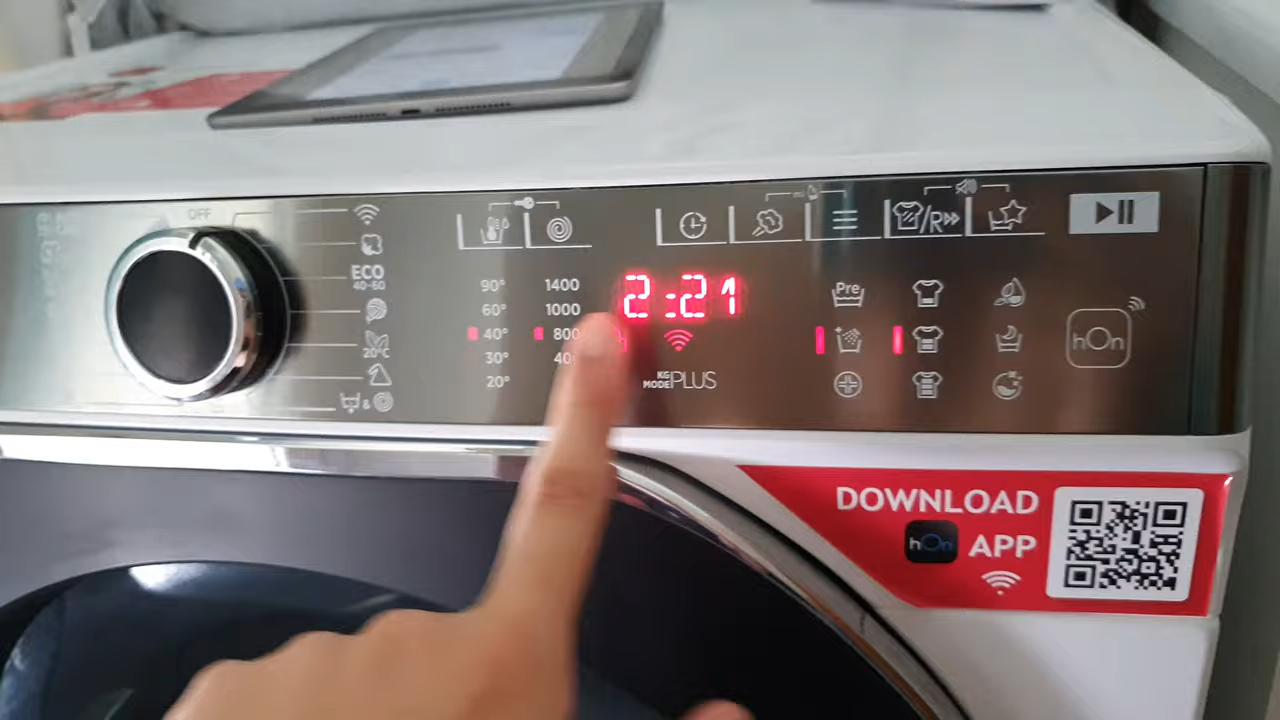 OFF
ECO
40-60
20°C
&
/R
90° 1400
60° 1000
40° 800
30°
20°
2:21
KG
MODE PLUS
Pre
hOn
DOWNLOAD
hOn APP